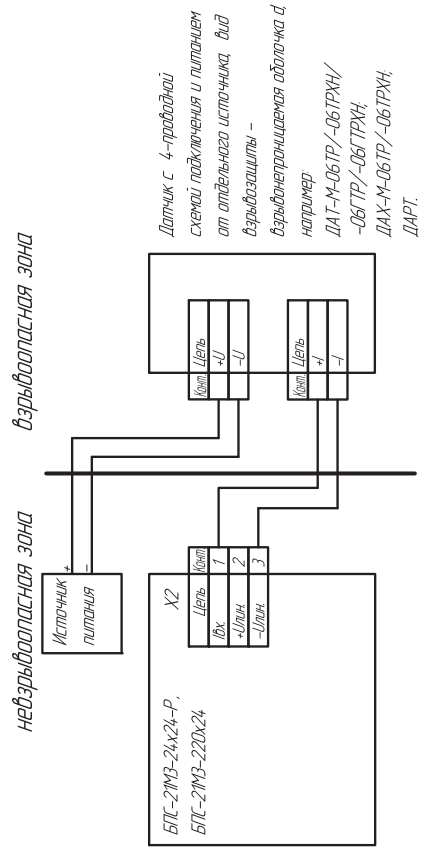 невзрывоопасная зона
взрывоопасная зона
Источник +
питания –
БПС-21М3-24х24-Р,
БПС-21М3-220х24
X2
Цепь Конт.
Iвх. 1
+Uлин. 2
–Uлин. 3
Конт. Цепь
+U
–U
Конт. Цепь
+I
–I
Датчик с 4-проводной
схемой подключения и питанием
от отдельного источника, вид
взрывозащиты –
взрывонепроницаемая оболочка d,
например:
ДАТ-М-06ТР/-06ТРХН/
-06ГТР/-06ГТРХН;
ДАХ-М-06ТР/-06ТРХН;
ДАРТ.